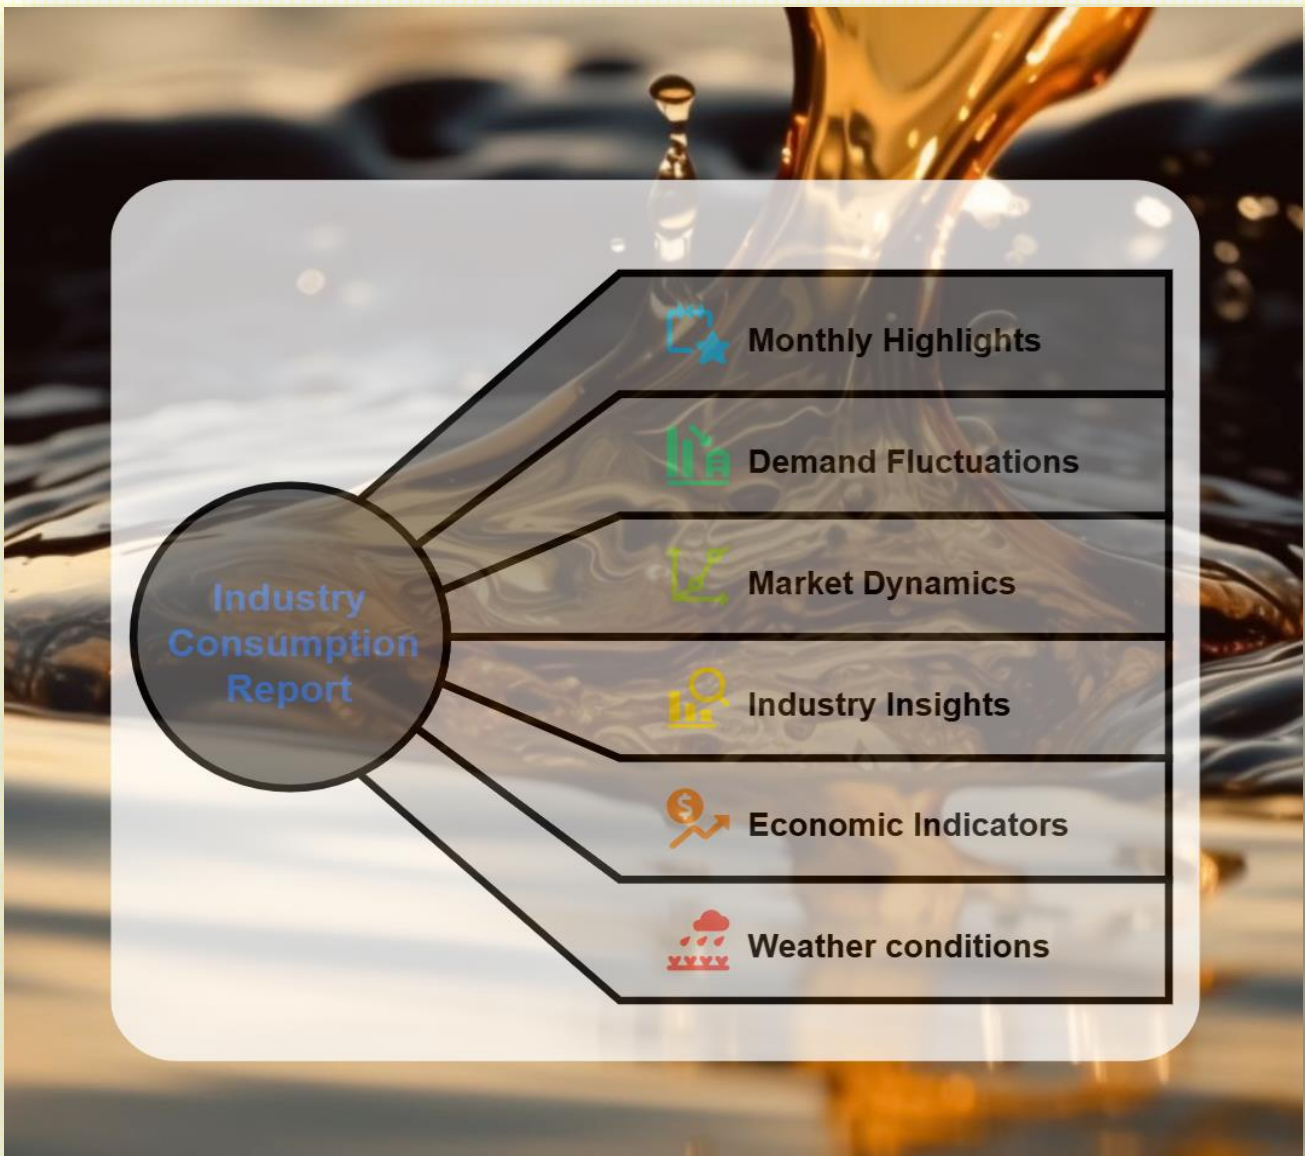 Monthly Highlights
Demand Fluctuations
Market Dynamics
Industry
Consumption
Report
Industry Insights
Economic Indicators
Weather conditions